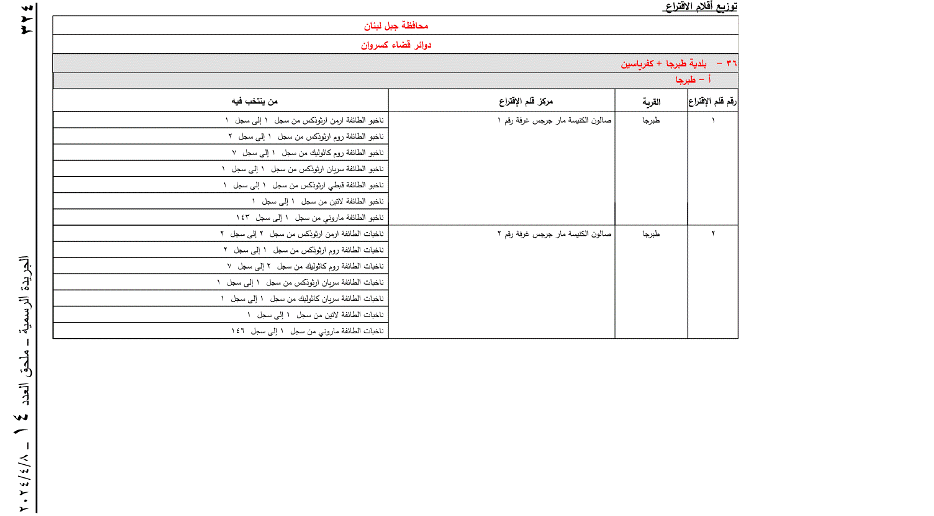 توزيع أقلام الإقتراع
محافظة جبل لبنان
دوائر قضاء كسروان
٣٦ - بلدية طبرجا + كفرياسين
أ - طبرجا
رقم قلم الإقتراع القرية مركز قلم الإقتراع من ينتخب فيه
١ طبرجا صالون الكنيسة مار جرجس غرفة رقم ١ ناخبو الطائفة ارمن ارثوذكس من سجل ١ إلى سجل ١
ناخبو الطائفة روم ارثوذكس من سجل ١ إلى سجل ٢
ناخبو الطائفة روم كاثوليك من سجل ١ إلى سجل ٧
ناخبو الطائفة سريان ارثوذكس من سجل ١ إلى سجل ١
ناخبو الطائفة قبطي ارثوذكس من سجل ١ إلى سجل ١
ناخبو الطائفة لاتين من سجل ١ إلى سجل ١
ناخبو الطائفة ماروني من سجل ١ إلى سجل ١٤٣
٢ طبرجا صالون الكنيسة مار جرجس غرفة رقم ٢ ناخبات الطائفة ارمن ارثوذكس من سجل ٢ إلى سجل ٢
ناخبات الطائفة روم ارثوذكس من سجل ١ إلى سجل ٢
ناخبات الطائفة روم كاثوليك من سجل ٢ إلى سجل ٧
ناخبات الطائفة سريان ارثوذكس من سجل ١ إلى سجل ١
ناخبات الطائفة سريان كاثوليك من سجل ١ إلى سجل ١
ناخبات الطائفة لاتين من سجل ١ إلى سجل ١
ناخبات الطائفة ماروني من سجل ١ إلى سجل ١٤٦
٣٢٤
الجريدة الرسمية - ملحق العدد ١٤ - ٢٠٢٤/٤/٨